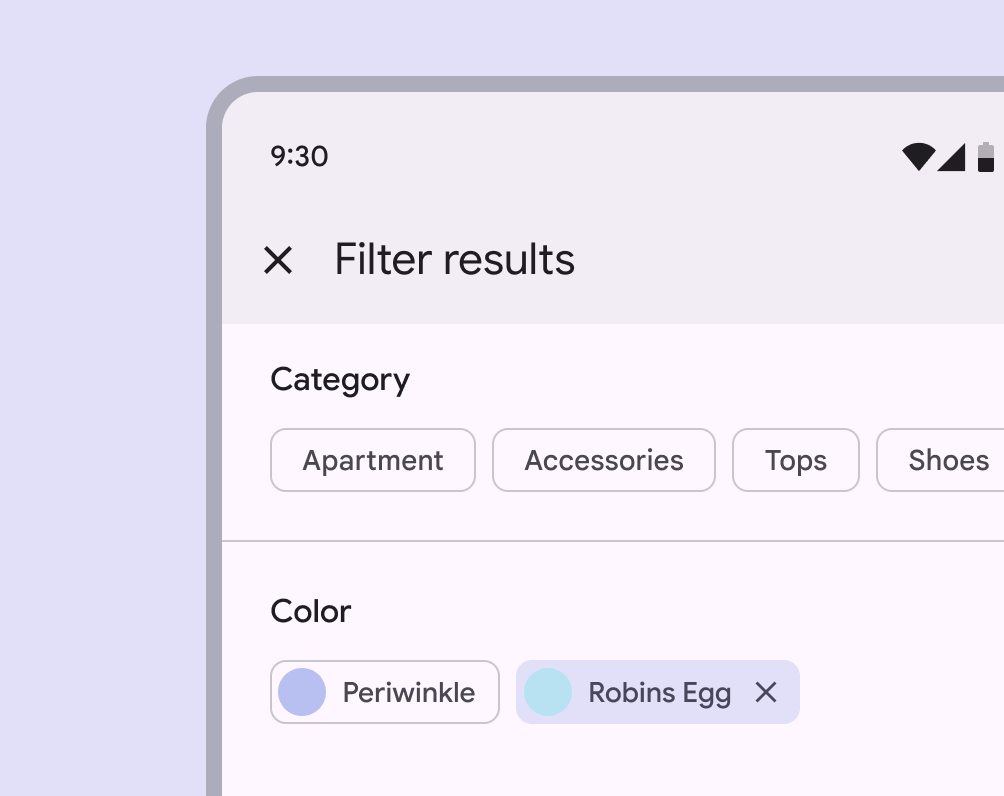 9:30
Filter results
Category
Apartment Accessories Tops Shoes
Color
Periwinkle Robins Egg